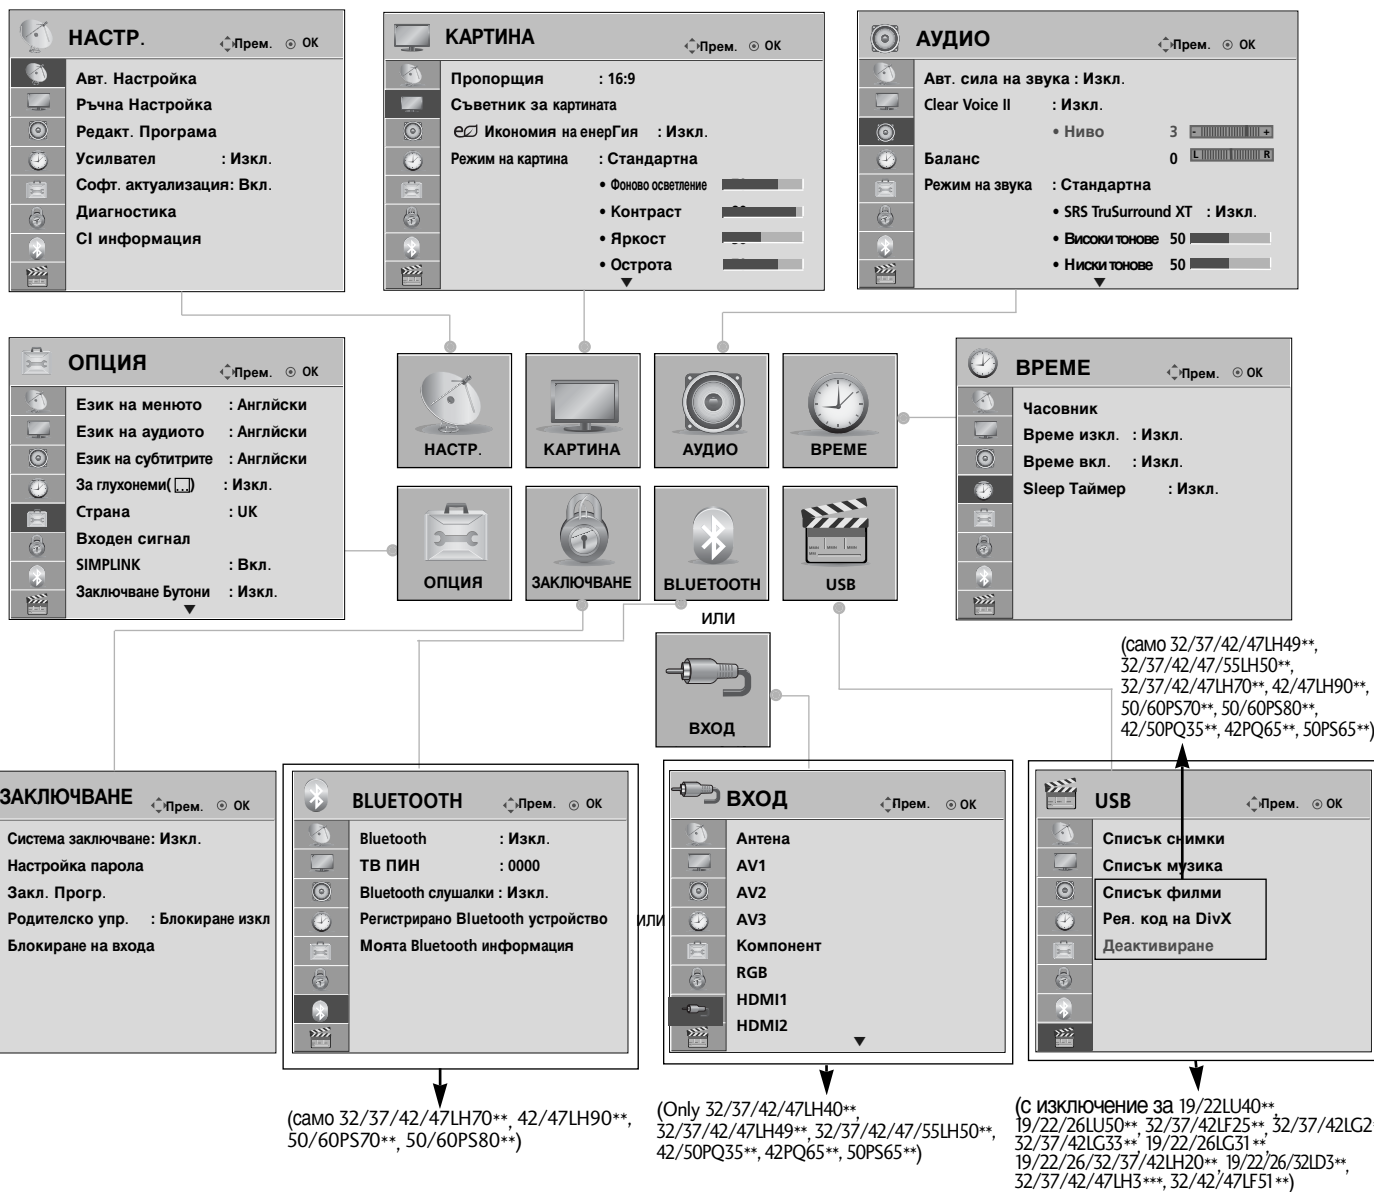 НАСТР.
Прем. OK
Авт. Настройка
Ръчна Настройка
Редакт. Програма
Усилвател : Изкл.
Софт. актуализация: Вкл.
Диагностика
CI информация
КАРТИНА
Прем. OK
Пропорщия : 16:9
Съветник за картината
Икономия на енерГия : Изкл.
Режим на картина : Стандартна
• Фоново осветление
• Контраст
• Яркост
• Острота
АУДИО
Прем. OK
Авт. сила на звука : Изкл.
Clear Voice II : Изкл.
• Ниво 3 - +
Баланс 0 L R
Режим на звука : Стандартна
• SRS TruSurround XT : Изкл.
• Високи тонове 50
• Ниски тонове 50
ОПЦИЯ
Прем. OK
Език на менюто : Англйски
Език на аудиото : Англйски
Език на субтитрите : Англйски
За глухонеми( ) : Изкл.
Страна : UK
Входен сигнал
SIMPLINK : Вкл.
Заключване Бутони : Изкл.
НАСТР.
КАРТИНА
АУДИО
ВРЕМЕ
ОПЦИЯ
ЗАКЛЮЧВАНЕ
BLUETOOTH
USB
или
ВХОД
ВРЕМЕ
Прем. OK
Часовник
Време изкл. : Изкл.
Време вкл. : Изкл.
Sleep Таймер : Изкл.
(само 32/37/42/47LH49**,
32/37/42/47/55LH50**,
32/37/42/47LH70**, 42/47LH90**,
50/60PS70**, 50/60PS80**,
42/50PQ35**, 42PQ65**, 50PS65**)
ЗАКЛЮЧВАНЕ
Прем. OK
Система заключване: Изкл.
Настройка парола
Закл. Прогр.
Родителско упр. : Блокиране изкл
Блокиране на входа
BLUETOOTH
Прем. OK
Bluetooth : Изкл.
ТВ ПИН : 0000
Bluetooth слушалки : Изкл.
Регистрирано Bluetooth устройство
Моята Bluetooth информация
или
ВХОД
Прем. OK
Антена
AV1
AV2
AV3
Компонент
RGB
HDMI1
HDMI2
USB
Прем. OK
Списък снимки
Списък музика
Списък филми
Рея. код на DivX
Деактивиране
(само 32/37/42/47LH70**, 42/47LH90**,
50/60PS70**, 50/60PS80**)
(Only 32/37/42/47LH40**,
32/37/42/47LH49**, 32/37/42/47/55LH50**,
42/50PQ35**, 42PQ65**, 50PS65**)
(с изключение за 19/22LU40**,
19/22/26LU50**, 32/37/42LF25**, 32/37/42LG2*
32/37/42LG33**, 19/22/26LG31**,
19/22/26/32/37/42LH20**, 19/22/26/32LD3**,
32/37/42/47LH3***, 32/42/47LF51**)